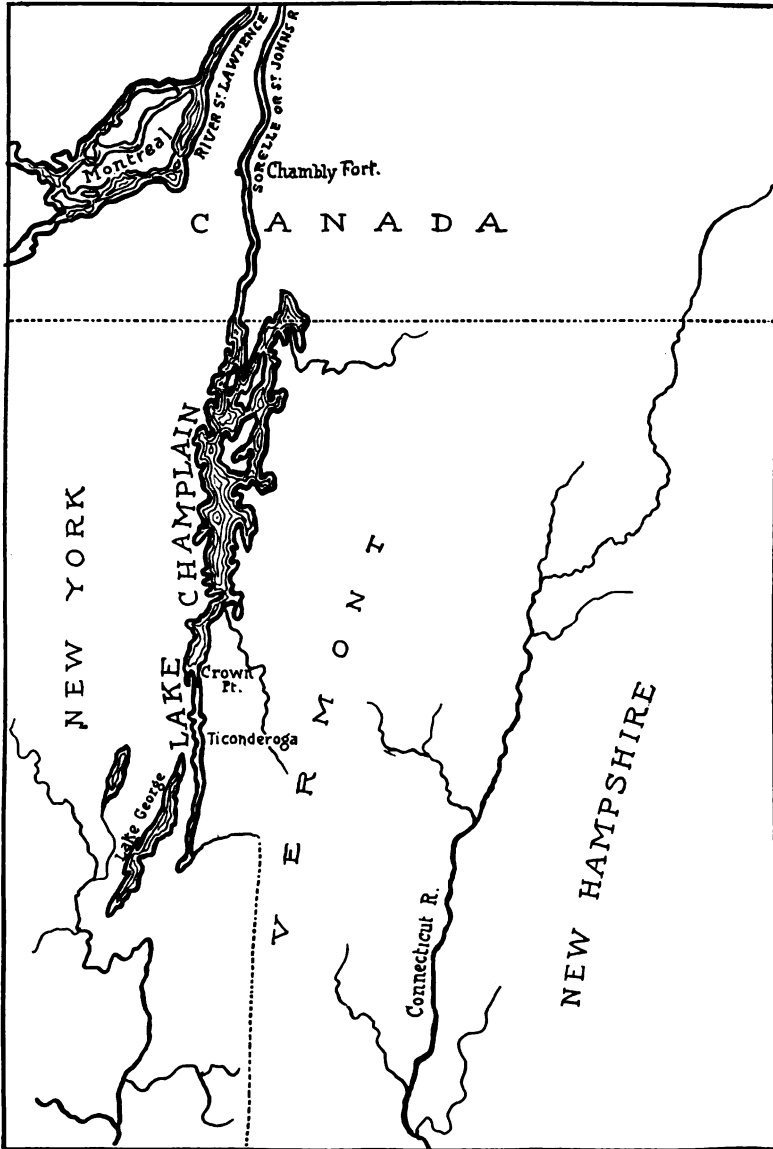 RIVER ST LAWTENCE
SORELLE OR ST JOHNS R
Montreal
Chambly Fort.
CANADA
LAKE CHAMPLAIN
NEW YORK
VERMONT
Crown
Pt.
Ticonderoga
Lake George
NEW HAMPSHIRE
Connecticut R.